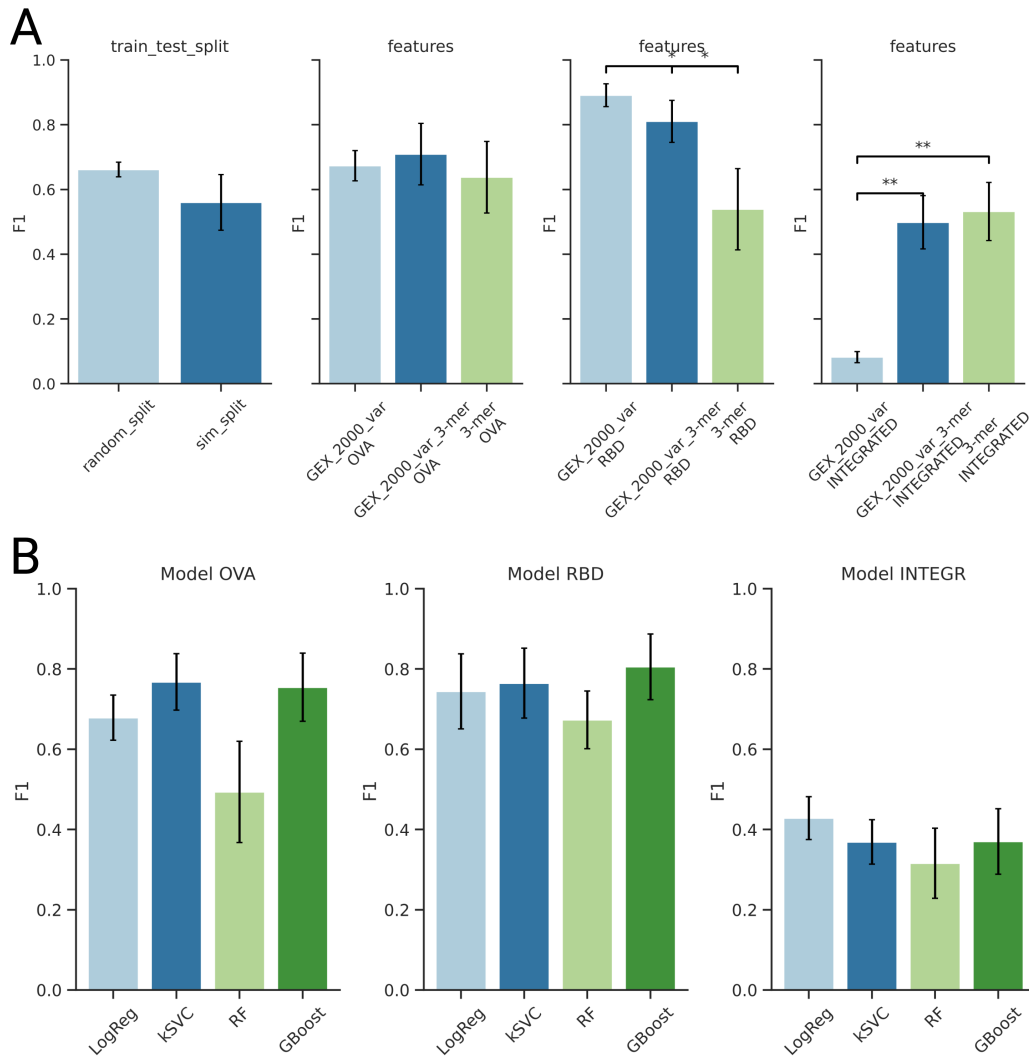 A
train_test_split
features
features
features
* *
**
**
F1
F1
F1
F1
1.0
0.8
0.6
0.4
0.2
0.0
random_split
sim_split
GEX_2000_var
OVA
GEX_2000_var_3-mer
OVA
3-mer
OVA
GEX_2000_var
RBD
GEX_2000_var_3-mer
RBD
3-mer
RBD
GEX_2000_var
INTEGRATED
GEX_2000_var_3-mer
INTEGRATED
3-mer
INTEGRATED
B
Model OVA
F1
1.0
0.8
0.6
0.4
0.2
0.0
LogReg
kSVC
RF
GBoost
Model RBD
F1
1.0
0.8
0.6
0.4
0.2
0.0
LogReg
kSVC
RF
GBoost
Model INTEGR
F1
1.0
0.8
0.6
0.4
0.2
0.0
LogReg
kSVC
RF
GBoost